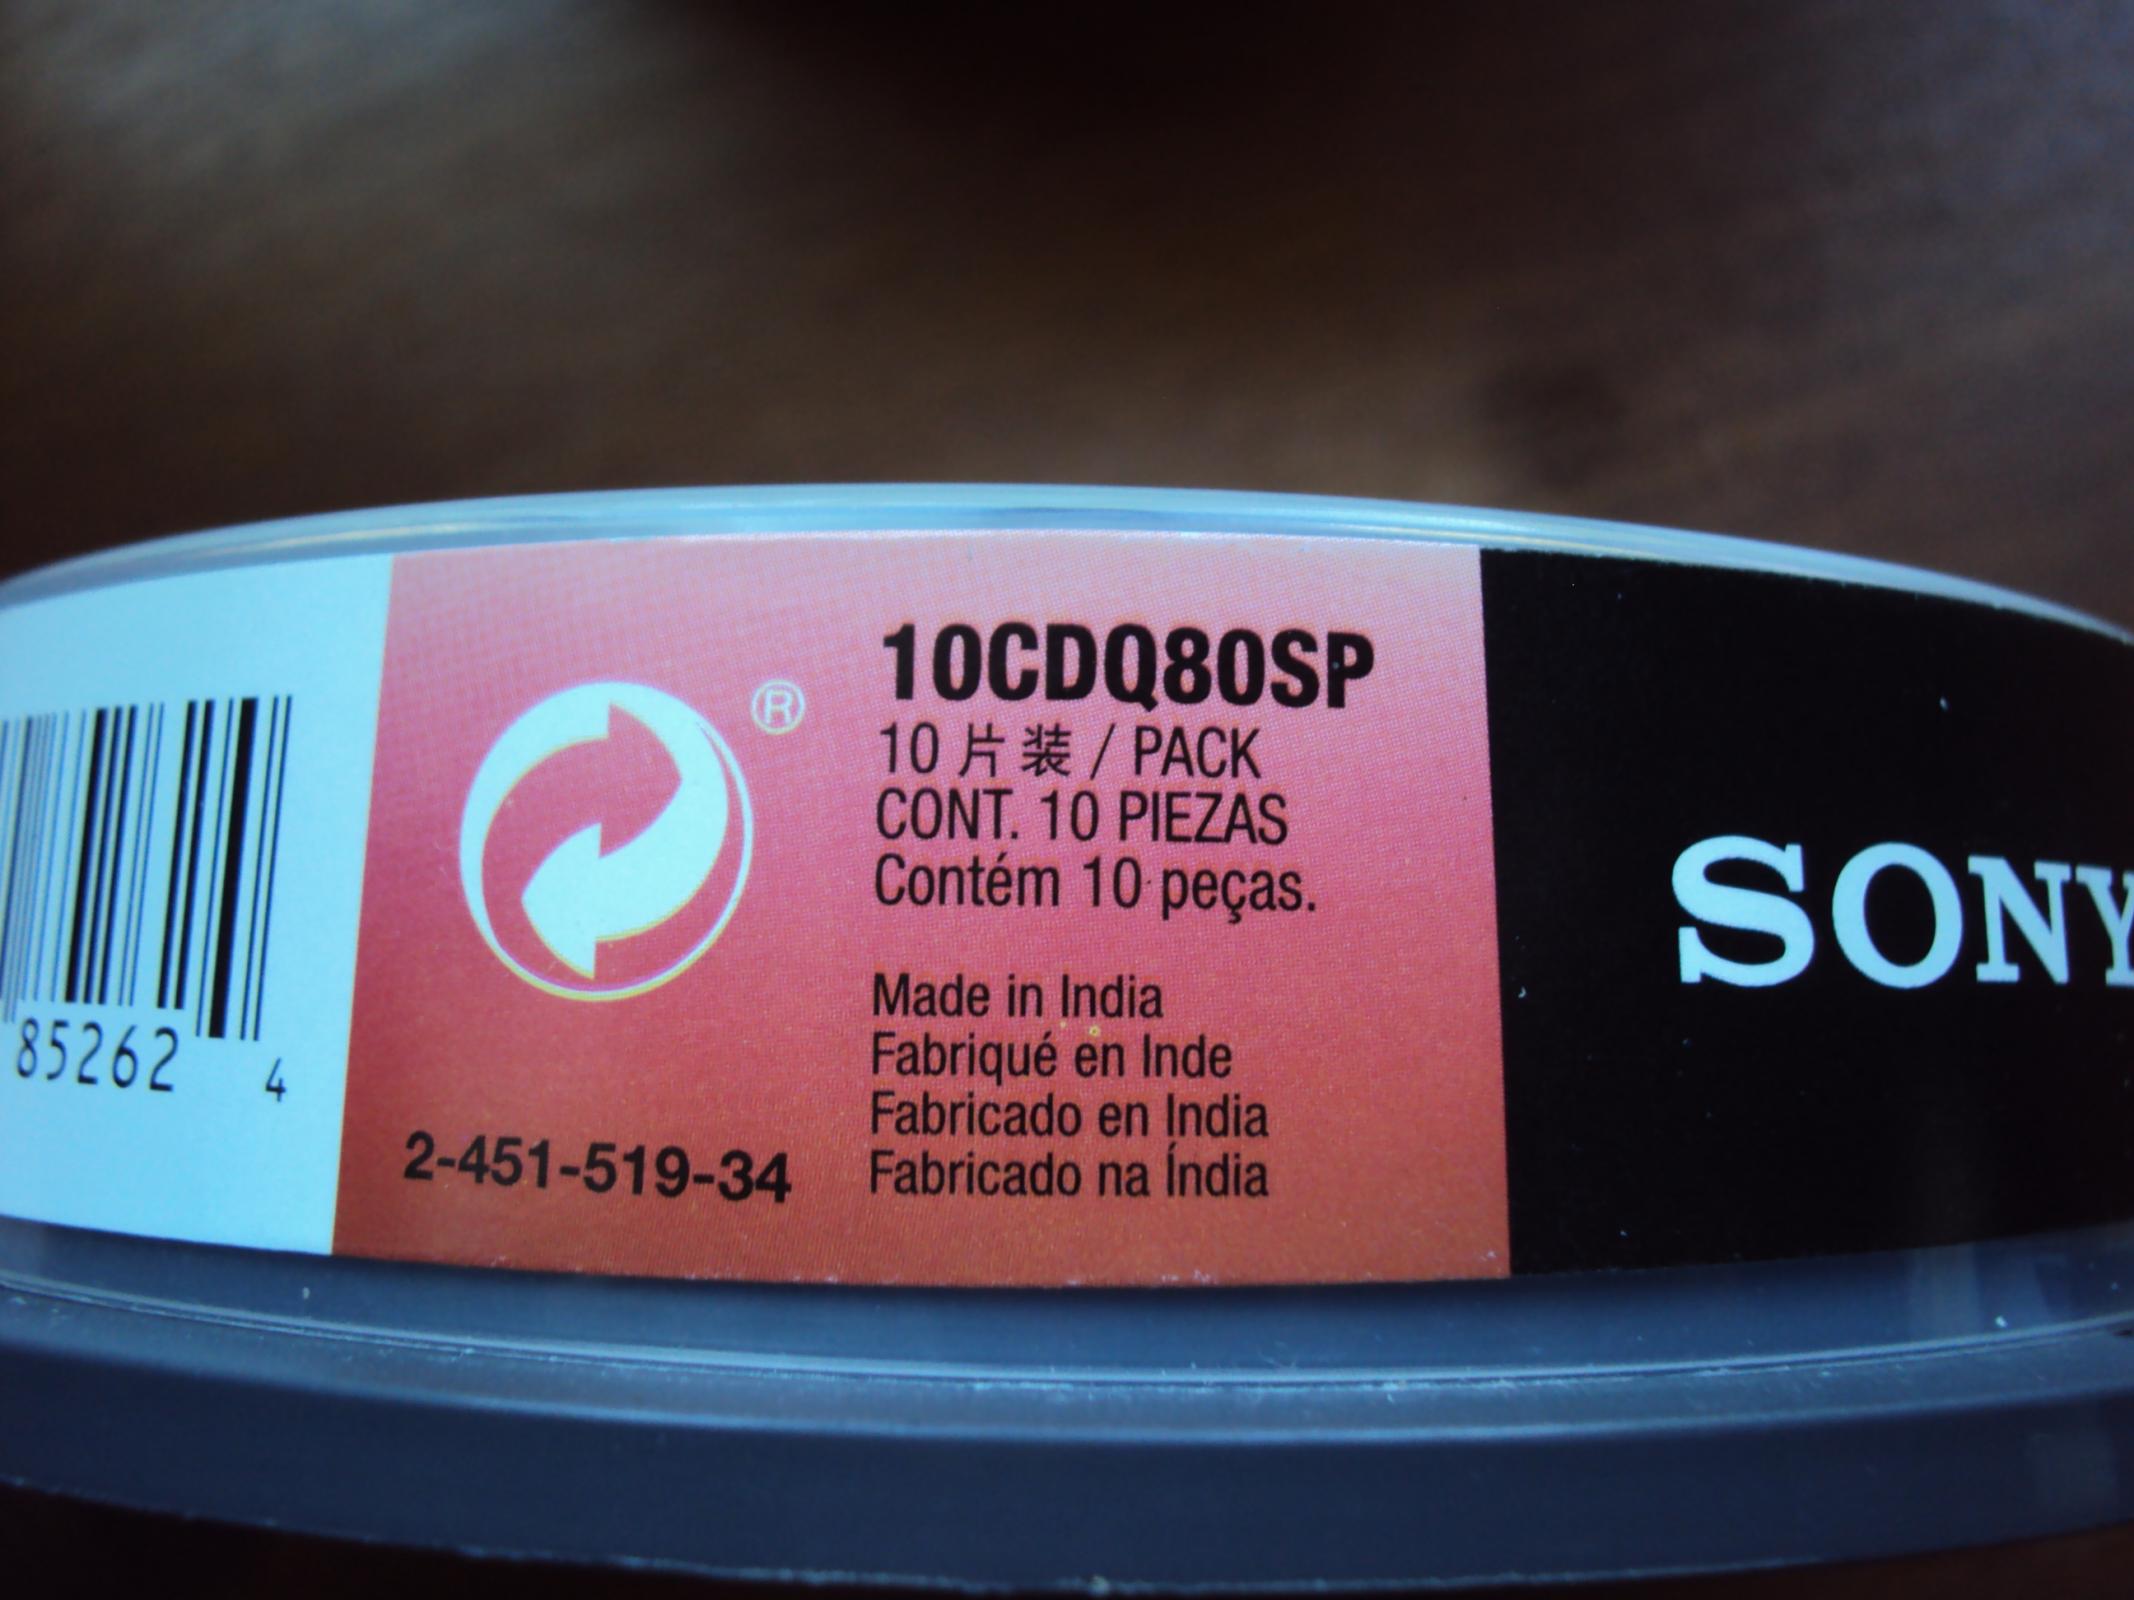 85262 4
®
2-451-519-34
10CDQ80SP
10 片装 / PACK
CONT. 10 PIEZAS
Contém 10 peças.
Made in India
Fabriqué en Inde
Fabricado en India
Fabricado na Índia
SONY